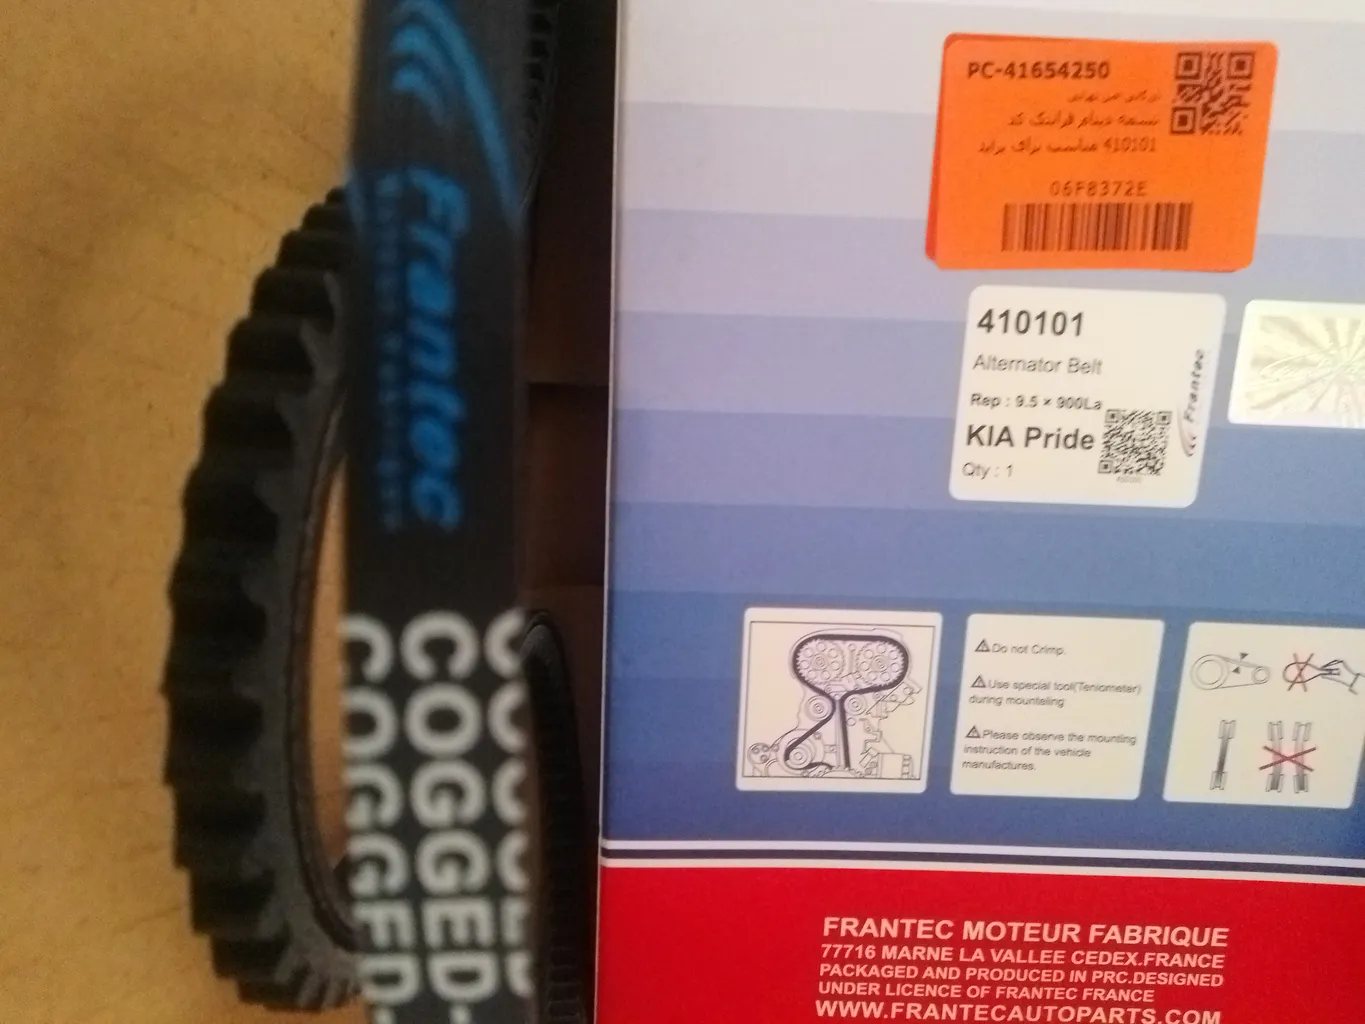 Frantec
COGGED-
COGGED-
PC-41654250
تسمه دینام فرانتک کد
410101 مناسب برای پراید
06F8372E
410101
Alternator Belt
Rep : 9.5 × 900La
KIA Pride
Qty : 1
Frantec
Do not Crimp.
Use special tool(Teniometer)
during mounteling
Please observe the mounting
instruction of the vehicle
manufactures.
FRANTEC MOTEUR FABRIQUE
77716 MARNE LA VALLEE CEDEX.FRANCE
PACKAGED AND PRODUCED IN PRC.DESIGNED
UNDER LICENCE OF FRANTEC FRANCE
WWW.FRANTECAUTOPARTS.COM